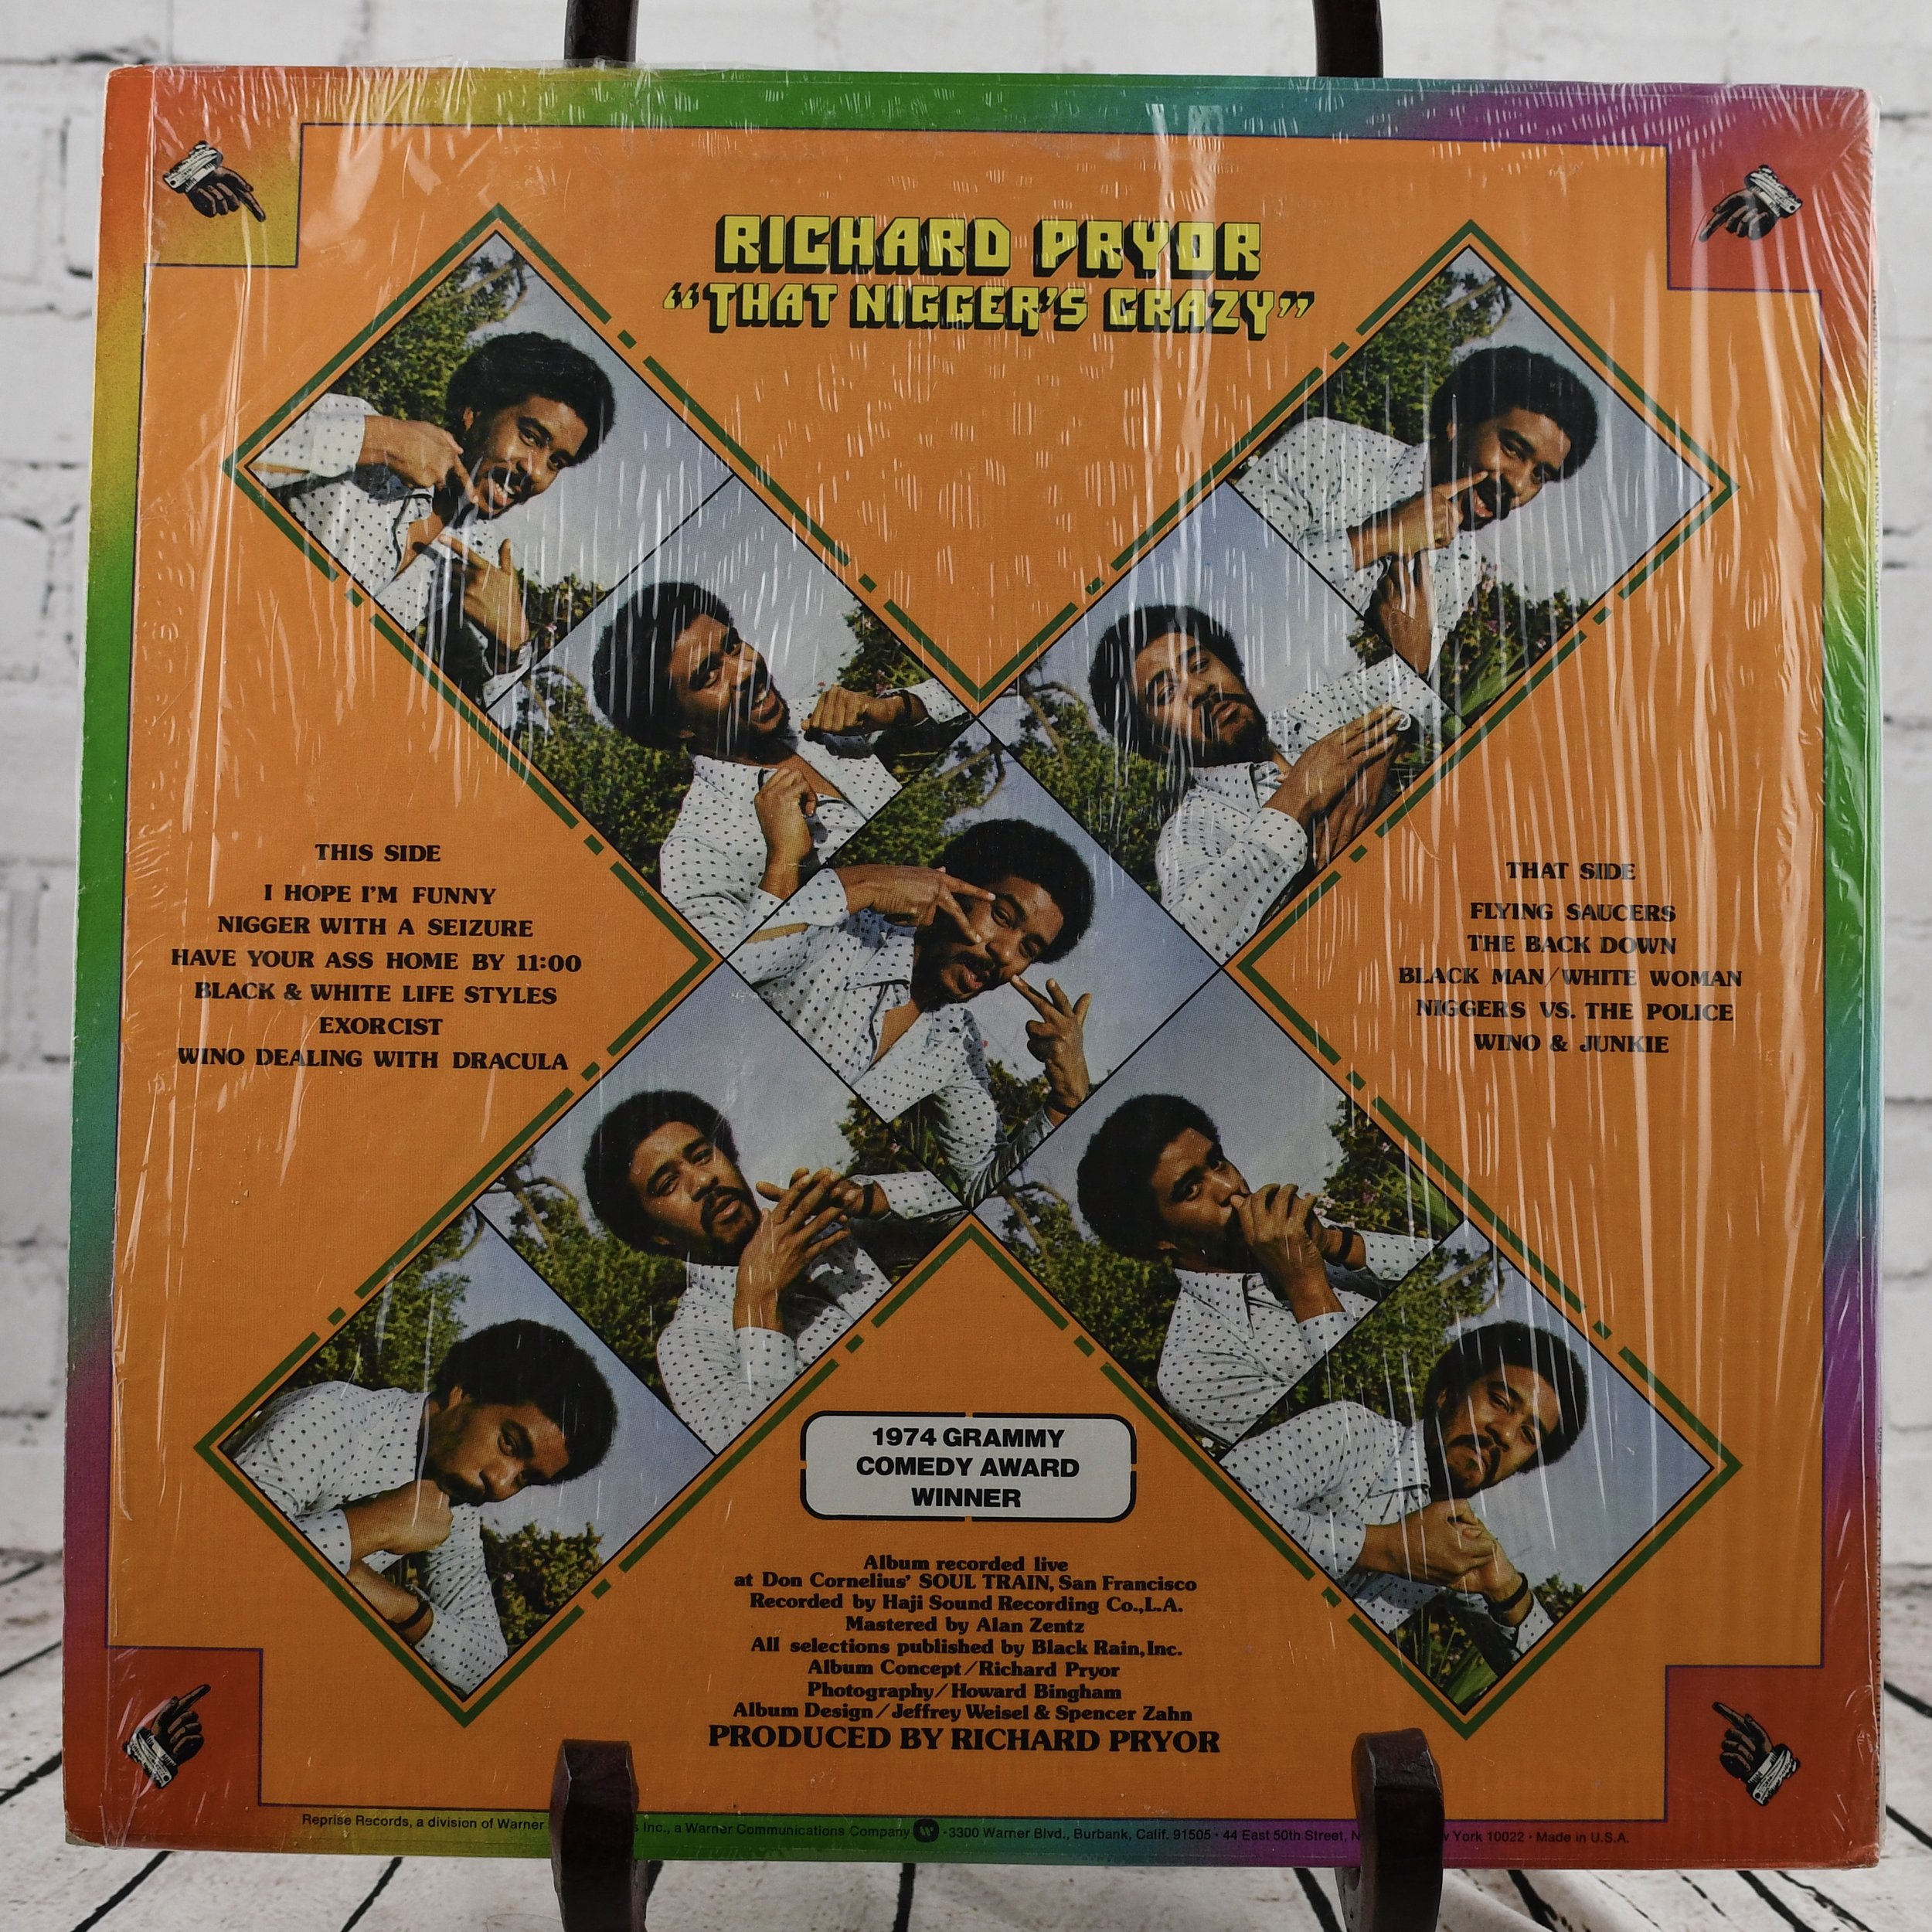 RICHARD PRYOR
“THAT NIGGER'S CRAZY”
THIS SIDE
I HOPE I'M FUNNY
NIGGER WITH A SEIZURE
HAVE YOUR ASS HOME BY 11:00
BLACK & WHITE LIFE STYLES
EXORCIST
WINO DEALING WITH DRACULA
THAT SIDE
FLYING SAUCERS
THE BACK DOWN
BLACK MAN/WHITE WOMAN
NIGGERS VS. THE POLICE
WINO & JUNKIE
1974 GRAMMY
COMEDY AWARD
WINNER
Album recorded live
at Don Cornelius' SOUL TRAIN, San Francisco
Recorded by Haji Sound Recording Co., L.A.
Mastered by Alan Zentz
All selections published by Black Rain, Inc.
Album Concept/Richard Pryor
Photography/Howard Bingham
Album Design/Jeffrey Weisel & Spencer Zahn
PRODUCED BY RICHARD PRYOR
Reprise Records, a division of Warner Inc., a Warner Communications Company W · 3300 Warner Blvd., Burbank, Calif. 91505 · 44 East 50th Street, York 10022 · Made in U.S.A.